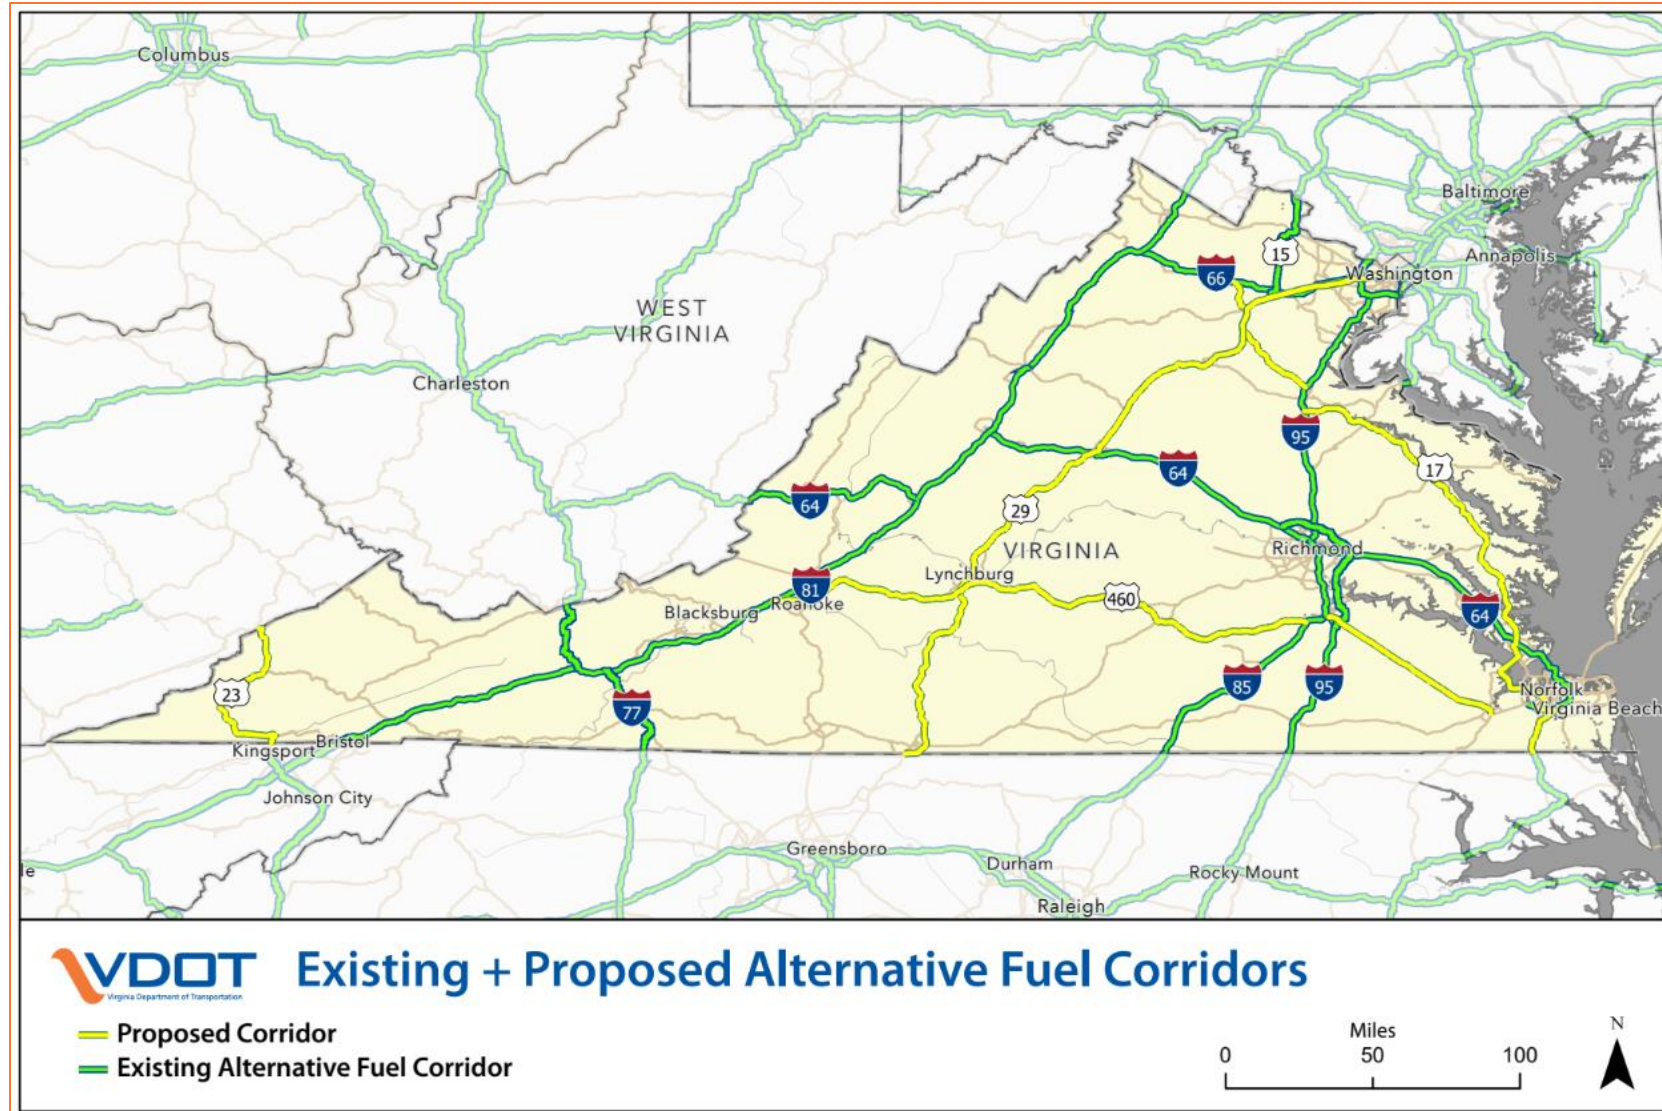 Columbus
Baltimore
15
Annapolis
66
Washington
WEST
VIRGINIA
Charleston
95
64
17
64
29
VIRGINIA
Richmond
Lynchburg
81
460
Roanoke
Blacksburg
64
23
85
95
77
Norfolk
Virginia Beach
Kingsport
Bristol
Johnson City
Greensboro
Durham
le
Rocky Mount
Raleigh
VDOT
Virginia Department of Transportation
Existing + Proposed Alternative Fuel Corridors
Proposed Corridor
Existing Alternative Fuel Corridor
Miles
0 50 100
N